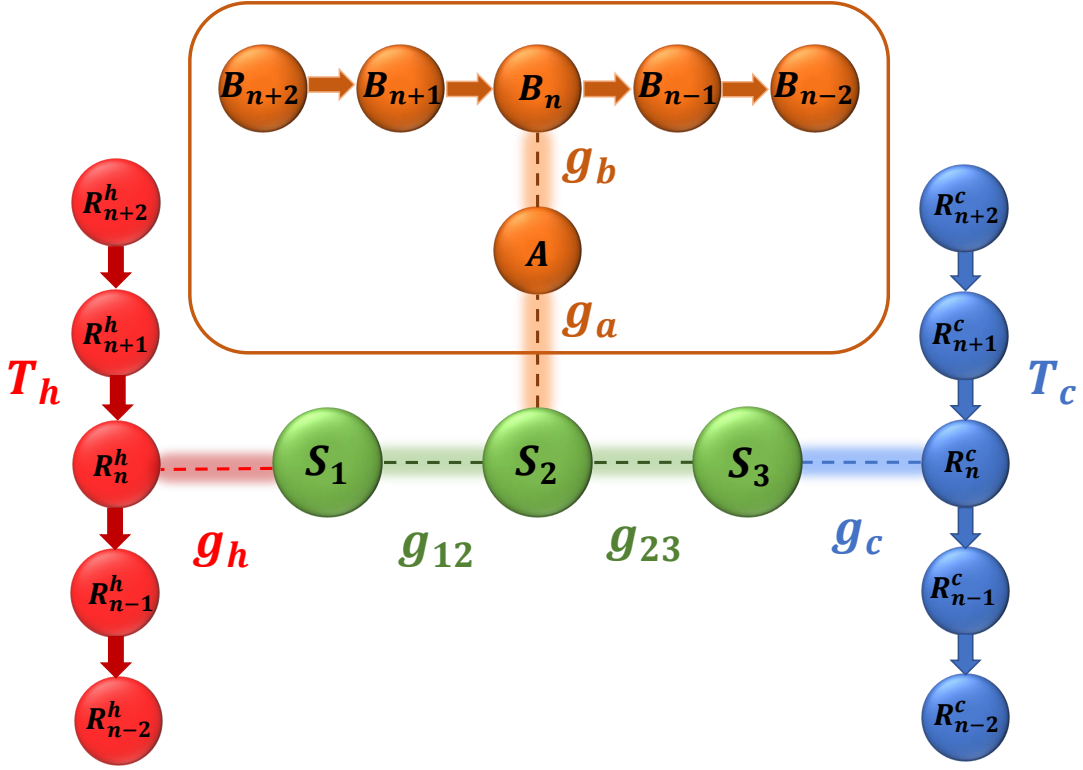 B_{n+2} B_{n+1} B_n B_{n-1} B_{n-2}
g_b
A
g_a
R^h_{n+2}
R^h_{n+1}
T_h
R^h_n
g_h
R^h_{n-1}
R^h_{n-2}
S_1 S_2 S_3
g_{12} g_{23}
R^c_{n+2}
R^c_{n+1}
T_c
R^c_n
g_c
R^c_{n-1}
R^c_{n-2}